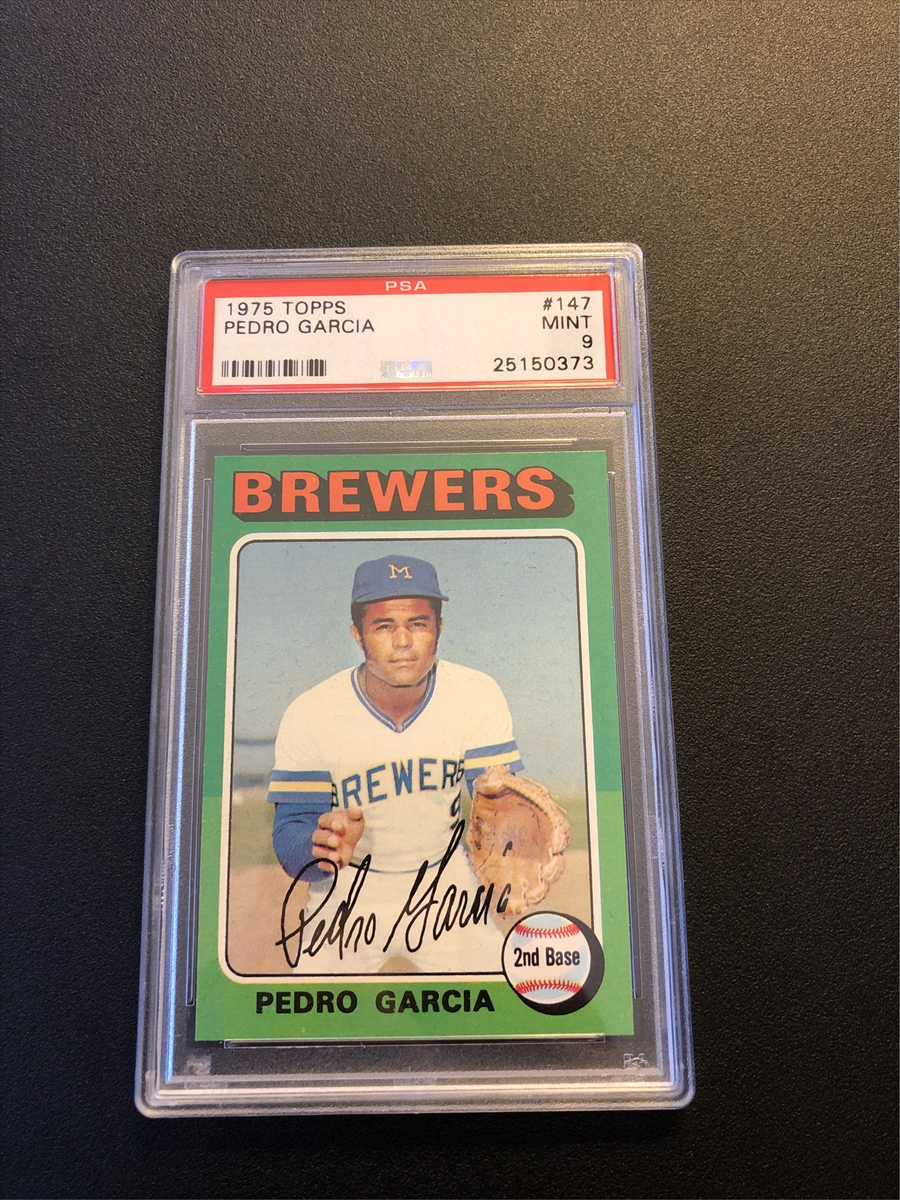 PSA
1975 TOPPS #147
PEDRO GARCIA MINT
9
25150373
BREWERS
M
BREWERS
Pedro Garcia
2nd Base
PEDRO GARCIA